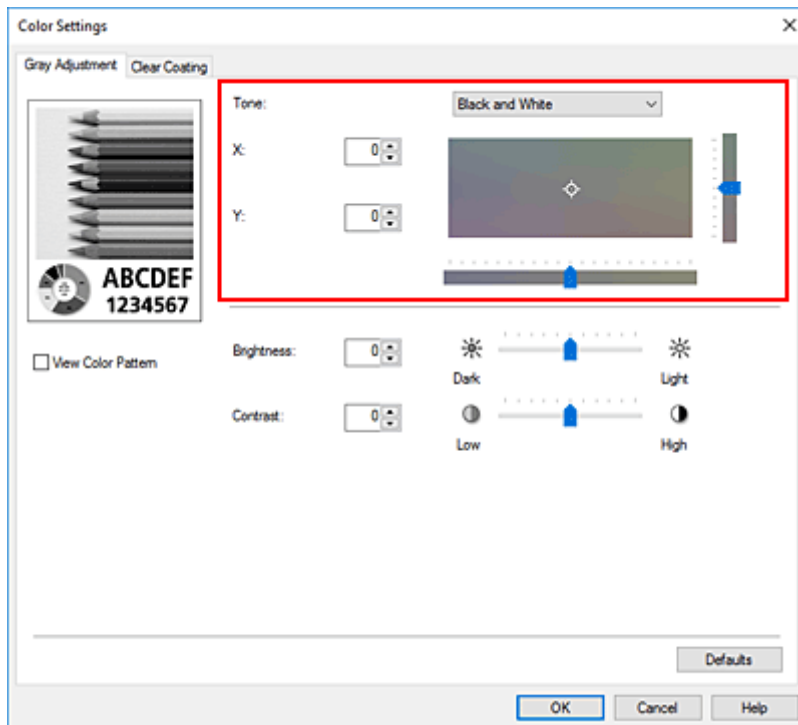 Color Settings
Gray Adjustment Clear Coating
Tone: Black and White
X: 0
Y: 0
ABCDEF
1234567
View Color Pattern
Brightness: 0
Dark Light
Contrast: 0
Low High
Defaults
OK Cancel Help